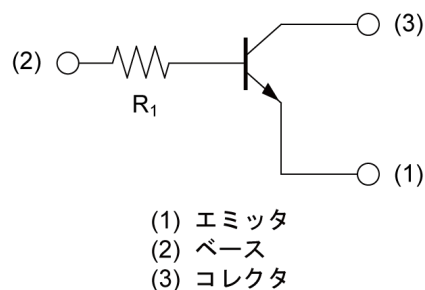 (3)
(2)
R₁
(1)
(1) エミッタ
(2) ベース
(3) コレクタ